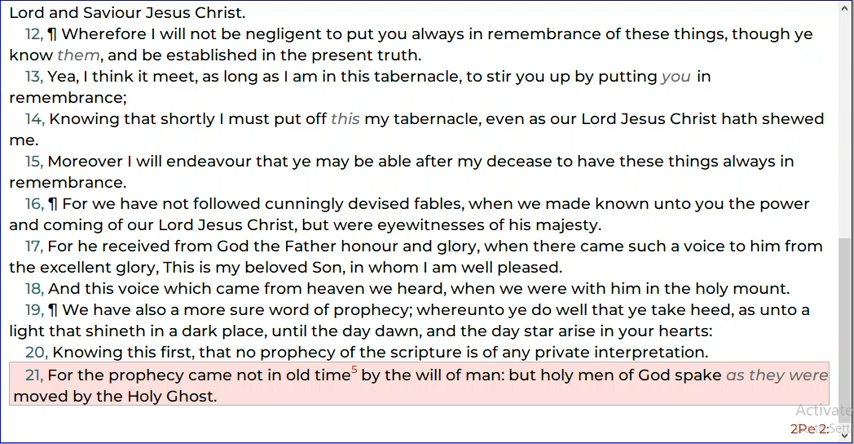 Lord and Saviour Jesus Christ.
12, ¶ Wherefore I will not be negligent to put you always in remembrance of these things, though ye
know them, and be established in the present truth.
13, Yea, I think it meet, as long as I am in this tabernacle, to stir you up by putting you in
remembrance;
14, Knowing that shortly I must put off this my tabernacle, even as our Lord Jesus Christ hath shewed
me.
15, Moreover I will endeavour that ye may be able after my decease to have these things always in
remembrance.
16, ¶ For we have not followed cunningly devised fables, when we made known unto you the power
and coming of our Lord Jesus Christ, but were eyewitnesses of his majesty.
17, For he received from God the Father honour and glory, when there came such a voice to him from
the excellent glory, This is my beloved Son, in whom I am well pleased.
18, And this voice which came from heaven we heard, when we were with him in the holy mount.
19, ¶ We have also a more sure word of prophecy; whereunto ye do well that ye take heed, as unto a
light that shineth in a dark place, until the day dawn, and the day star arise in your hearts:
20, Knowing this first, that no prophecy of the scripture is of any private interpretation.
21, For the prophecy came not in old time⁵ by the will of man: but holy men of God spake as they were
moved by the Holy Ghost.
Activate
2Pe 2: